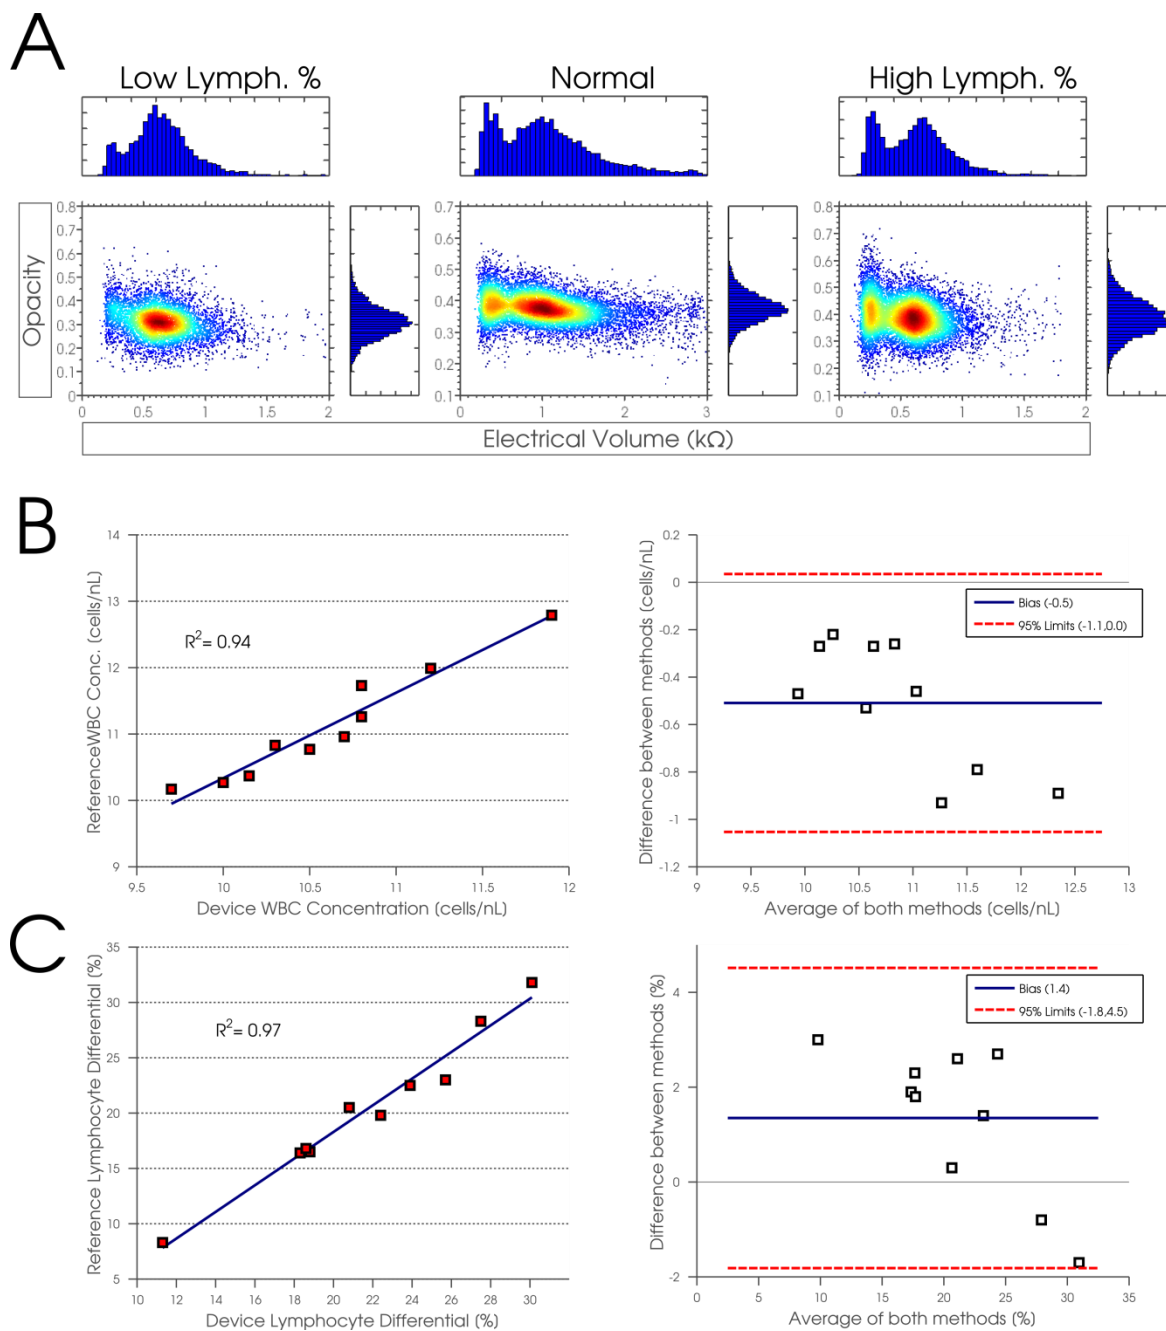 A
Low Lymph. %
Normal
High Lymph. %
Opacity
0.8
0.7
0.6
0.5
0.4
0.3
0.2
0.1
0
0 0.5 1 1.5 2
0.7
0.6
0.5
0.4
0.3
0.2
0.1
0 1 2 3
0.8
0.7
0.6
0.5
0.4
0.3
0.2
0.1
0 0.5 1 1.5 2
Electrical Volume (kΩ)
B
ReferenceWBC Conc. (cells/nL)
14
13
12
11
10
9
R²= 0.94
9.5 10 10.5 11 11.5 12
Device WBC Concentration (cells/nL)
Difference between methods (cells/nL)
0.2
0
-0.2
-0.4
-0.6
-0.8
-1
-1.2
Bias (-0.5)
95% Limits (-1.1,0.0)
9 9.5 10 10.5 11 11.5 12 12.5 13
Average of both methods (cells/nL)
C
Reference Lymphocyte Differential (%)
35
30
25
20
15
10
5
R²= 0.97
10 12 14 16 18 20 22 24 26 28 30
Device Lymphocyte Differential (%)
Difference between methods (%)
4
2
0
-2
Bias (1.4)
95% Limits (-1.8,4.5)
0 5 10 15 20 25 30 35
Average of both methods (%)